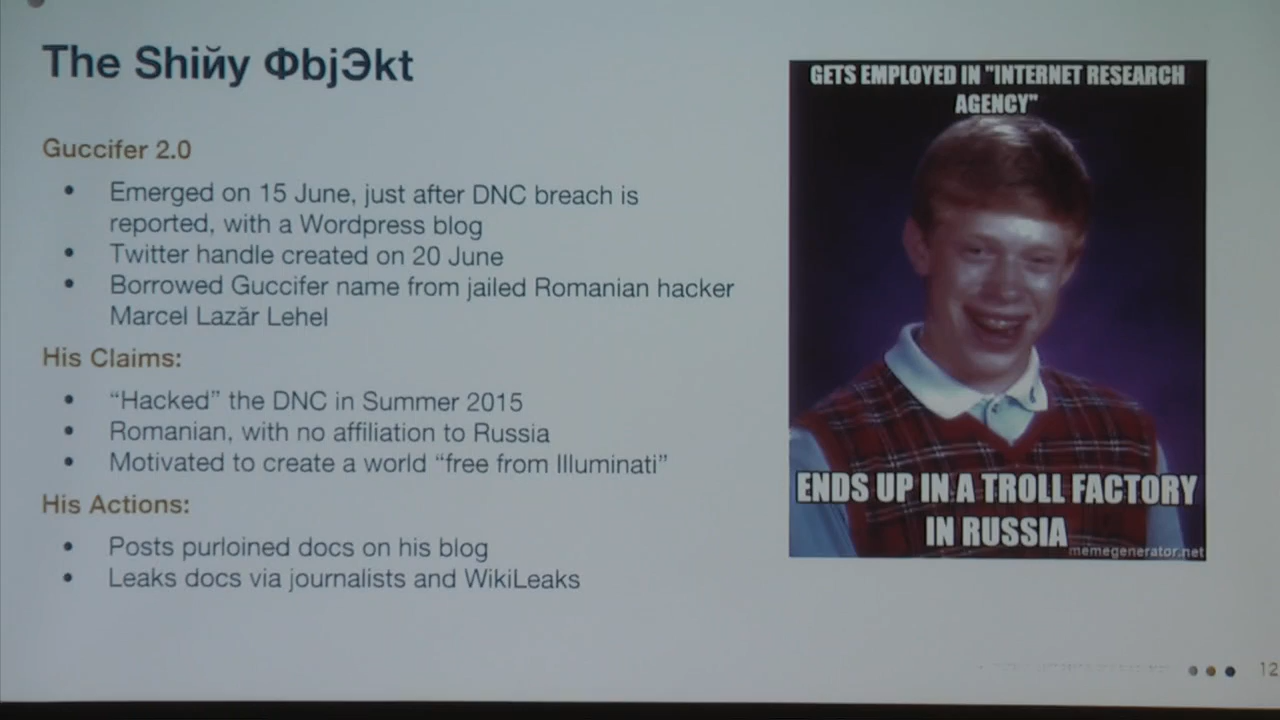 The Shiйy ФbjЭkt
Guccifer 2.0
• Emerged on 15 June, just after DNC breach is
reported, with a Wordpress blog
• Twitter handle created on 20 June
• Borrowed Guccifer name from jailed Romanian hacker
Marcel Lazăr Lehel
His Claims:
• “Hacked” the DNC in Summer 2015
• Romanian, with no affiliation to Russia
• Motivated to create a world “free from Illuminati”
His Actions:
• Posts purloined docs on his blog
• Leaks docs via journalists and WikiLeaks
GETS EMPLOYED IN "INTERNET RESEARCH
AGENCY"
ENDS UP IN A TROLL FACTORY
IN RUSSIA
memegenerator.net
12